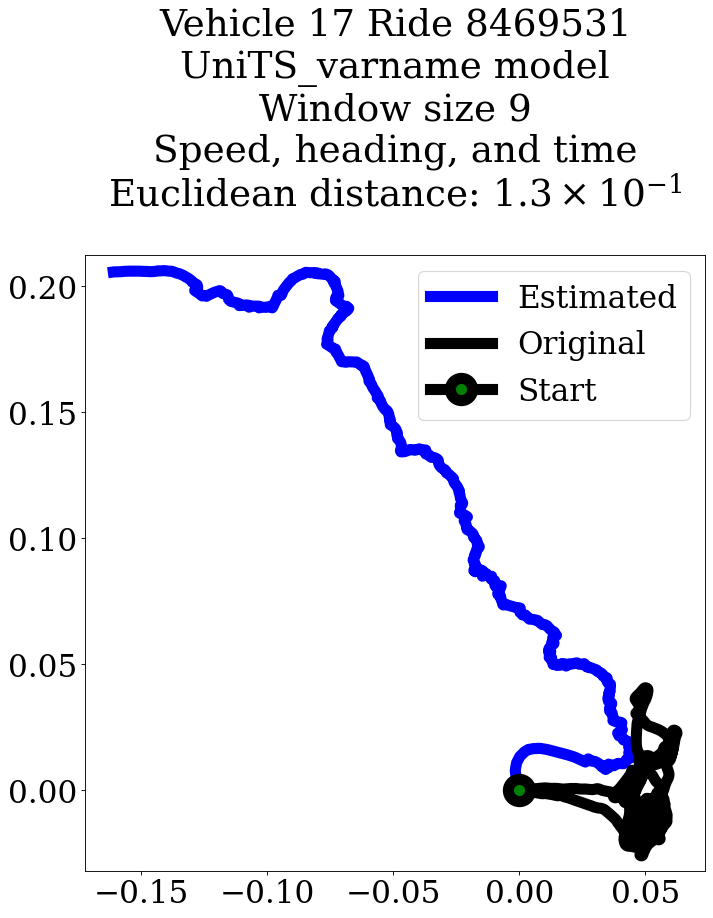 Vehicle 17 Ride 8469531
UniTS_varname model
Window size 9
Speed, heading, and time
Euclidean distance: 1.3 × 10⁻¹
Estimated
Original
Start
0.20
0.15
0.10
0.05
0.00
−0.15 −0.10 −0.05 0.00 0.05